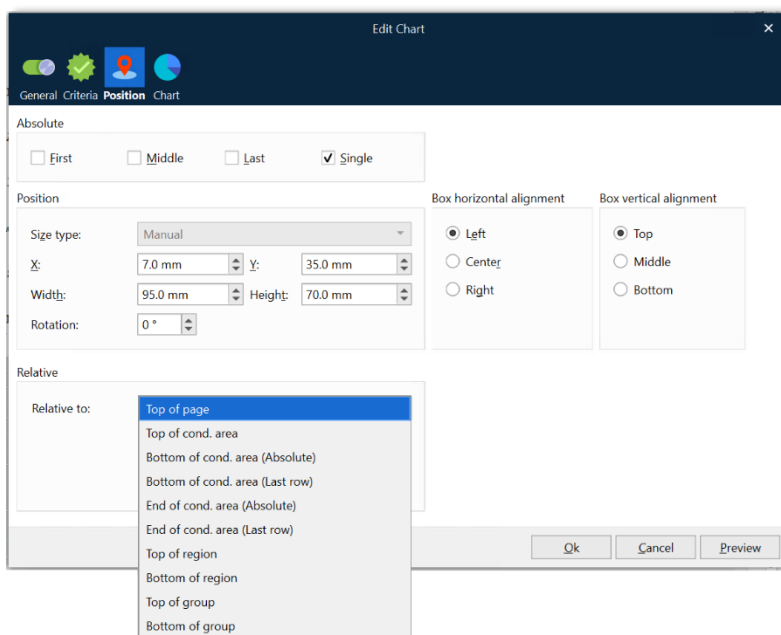 Edit Chart
General Criteria Position Chart
Absolute
First Middle Last Single
Position Box horizontal alignment Box vertical alignment
Size type: Manual Left Top
X: 7.0 mm Y: 35.0 mm Center Middle
Width: 95.0 mm Height: 70.0 mm Right Bottom
Rotation: 0 °
Relative
Relative to: Top of page
Top of cond. area
Bottom of cond. area (Absolute)
Bottom of cond. area (Last row)
End of cond. area (Absolute)
End of cond. area (Last row)
Top of region
Ok Cancel Preview
Bottom of region
Top of group
Bottom of group